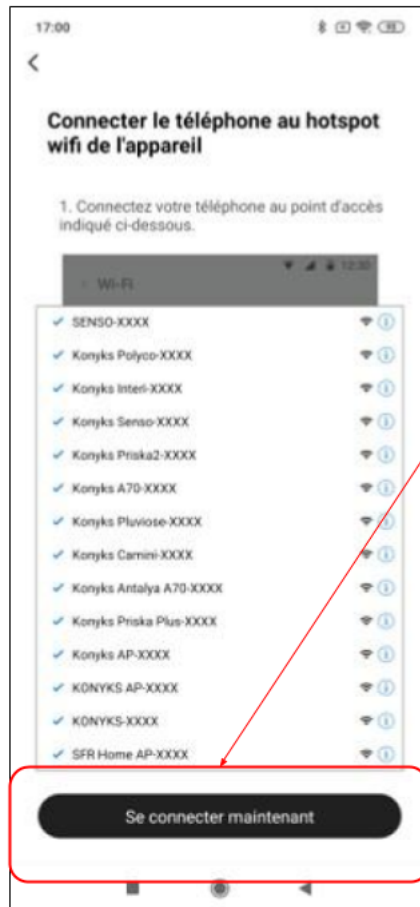 17:00
Connecter le téléphone au hotspot
wifi de l'appareil
1. Connectez votre téléphone au point d'accès
indiqué ci-dessous.
12:30
Wi-Fi
SENSO-XXXX
Konyks Polyco-XXXX
Konyks Interi-XXXX
Konyks Senso-XXXX
Konyks Priska2-XXXX
Konyks A70-XXXX
Konyks Pluviose-XXXX
Konyks Camini-XXXX
Konyks Antalya A70-XXXX
Konyks Priska Plus-XXXX
Konyks AP-XXXX
KONYKS AP-XXXX
KONYKS-XXXX
SFR Home AP-XXXX
Se connecter maintenant